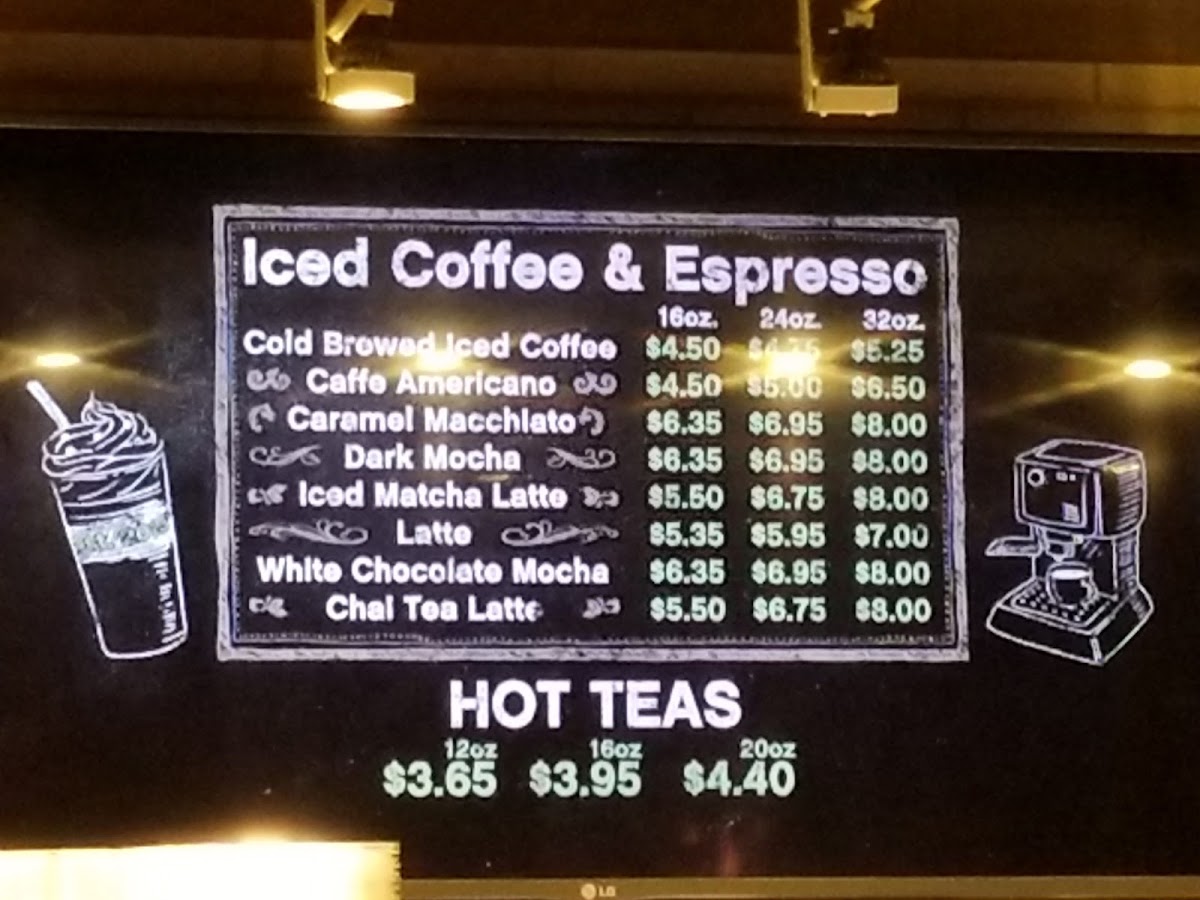 Iced Coffee & Espresso
16oz. 24oz. 32oz.
Cold Brewed Iced Coffee $4.50 $4.75 $5.25
Caffe Americano $4.50 $5.00 $6.50
Caramel Macchiato $6.35 $6.95 $8.00
Dark Mocha $6.35 $6.95 $8.00
Iced Matcha Latte $5.50 $6.75 $8.00
Latte $5.35 $5.95 $7.00
White Chocolate Mocha $6.35 $6.95 $8.00
Chai Tea Latte $5.50 $6.75 $8.00
HOT TEAS
12oz 16oz 20oz
$3.65 $3.95 $4.40
LG